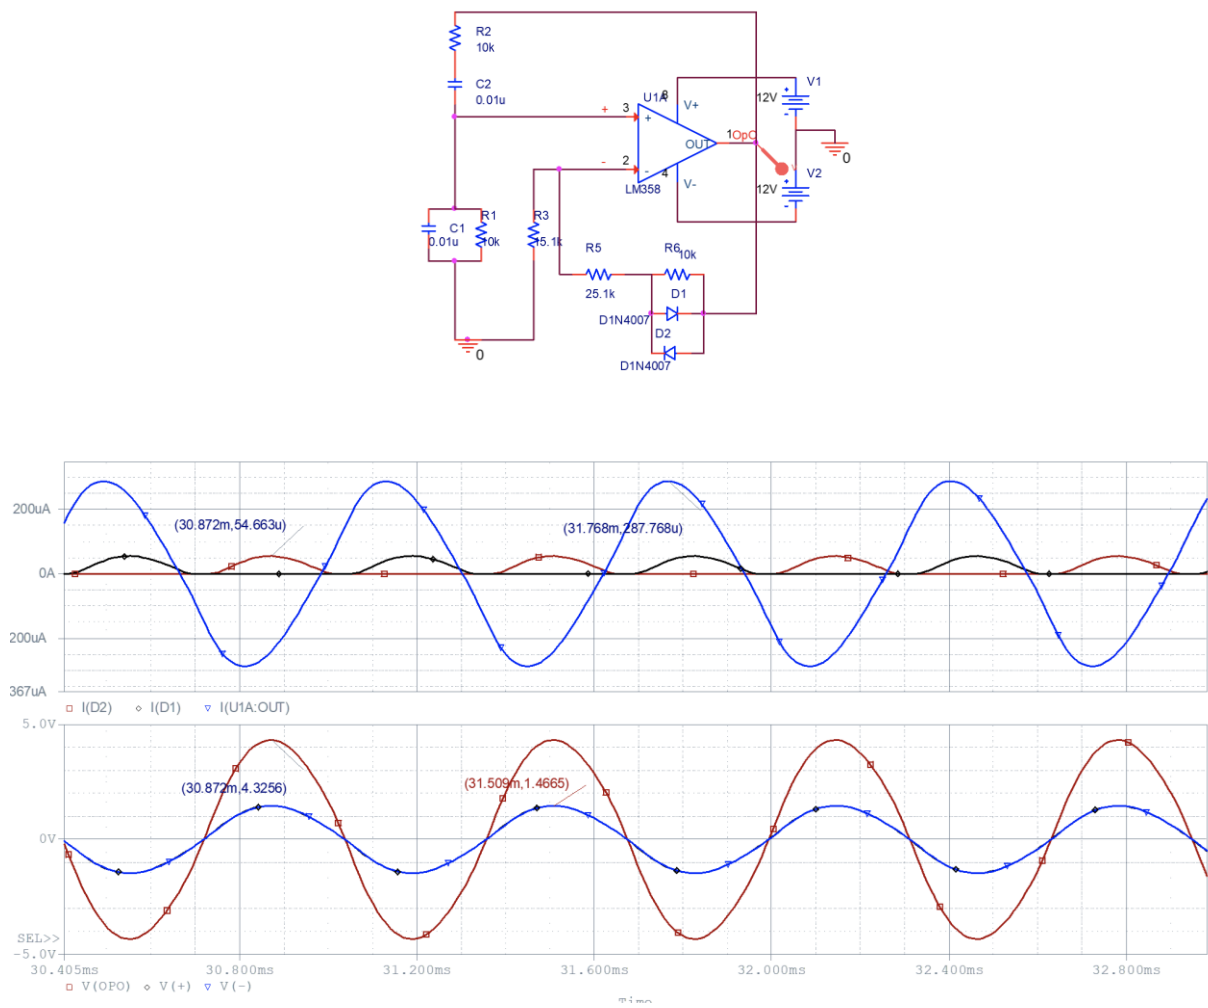 R2
10k
C2
0.01u
U1A
8
V+
V1
12V
+
3
+
1
OpO
OUT
0
-
2
-
LM358
4
V-
12V
V2
C1
0.01u
R1
10k
R3
15.1k
R5
25.1k
R6
10k
D1
D1N4007
D2
D1N4007
0
200uA
(30.872m,54.663u)
(31.768m,287.768u)
0A
200uA
367uA
I(D2) I(D1) I(U1A:OUT)
5.0V
(30.872m,4.3256)
(31.509m,1.4665)
0V
SEL>>
-5.0V
30.405ms 30.800ms 31.200ms 31.600ms 32.000ms 32.400ms 32.800ms
V(OPO) V(+) V(-)
Time